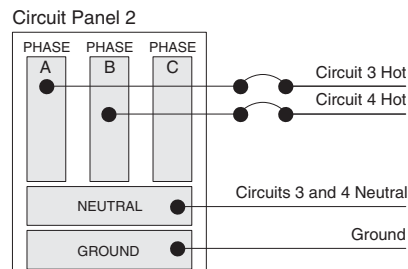 Circuit Panel 2
PHASE PHASE PHASE
A B C
Circuit 3 Hot
Circuit 4 Hot
NEUTRAL
Circuits 3 and 4 Neutral
Ground
GROUND